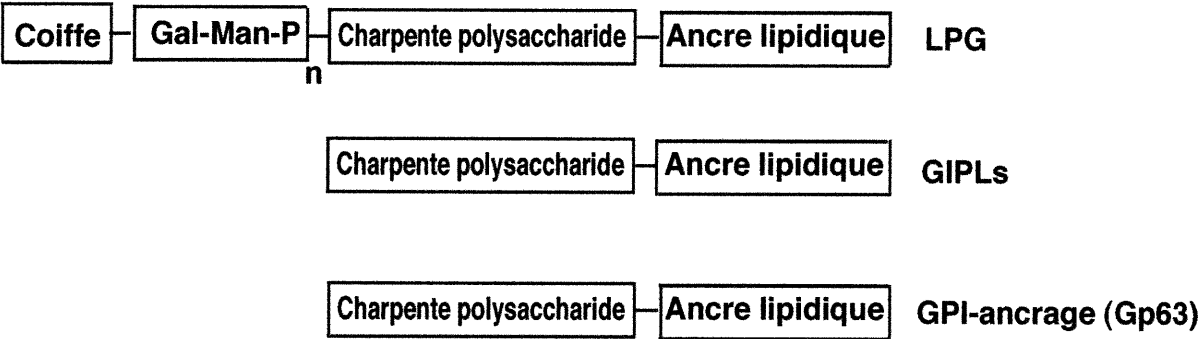 Coiffe Gal-Man-P Charpente polysaccharide Ancre lipidique LPG
n
Charpente polysaccharide Ancre lipidique GIPLs
Charpente polysaccharide Ancre lipidique GPI-ancrage (Gp63)